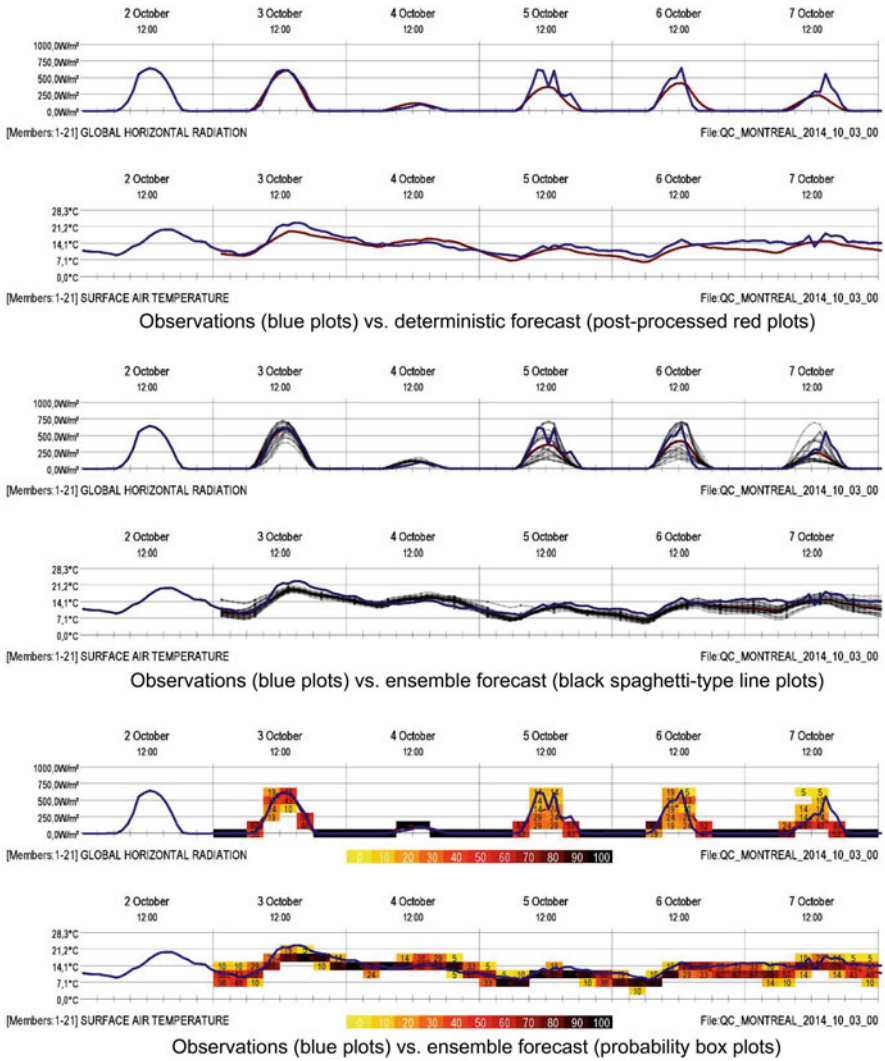 2 October 3 October 4 October 5 October 6 October 7 October
12:00 12:00 12:00 12:00 12:00 12:00
1000,0W/m²
750,0W/m²
500,0W/m²
250,0W/m²
0,0W/m²
[Members:1-21] GLOBAL HORIZONTAL RADIATION File:QC_MONTREAL_2014_10_03_00
2 October 3 October 4 October 5 October 6 October 7 October
12:00 12:00 12:00 12:00 12:00 12:00
28,3°C
21,2°C
14,1°C
7,1°C
0,0°C
[Members:1-21] SURFACE AIR TEMPERATURE File:QC_MONTREAL_2014_10_03_00
Observations (blue plots) vs. deterministic forecast (post-processed red plots)
2 October 3 October 4 October 5 October 6 October 7 October
12:00 12:00 12:00 12:00 12:00 12:00
1000,0W/m²
750,0W/m²
500,0W/m²
250,0W/m²
0,0W/m²
[Members:1-21] GLOBAL HORIZONTAL RADIATION File:QC_MONTREAL_2014_10_03_00
2 October 3 October 4 October 5 October 6 October 7 October
12:00 12:00 12:00 12:00 12:00 12:00
28,3°C
21,2°C
14,1°C
7,1°C
0,0°C
[Members:1-21] SURFACE AIR TEMPERATURE File:QC_MONTREAL_2014_10_03_00
Observations (blue plots) vs. ensemble forecast (black spaghetti-type line plots)
2 October 3 October 4 October 5 October 6 October 7 October
12:00 12:00 12:00 12:00 12:00 12:00
1000,0W/m²
750,0W/m²
500,0W/m²
250,0W/m²
0,0W/m²
[Members:1-21] GLOBAL HORIZONTAL RADIATION 0 10 20 30 40 50 60 70 80 90 100 File:QC_MONTREAL_2014_10_03_00
2 October 3 October 4 October 5 October 6 October 7 October
12:00 12:00 12:00 12:00 12:00 12:00
28,3°C
21,2°C
14,1°C
7,1°C
0,0°C
[Members:1-21] SURFACE AIR TEMPERATURE 0 10 20 30 40 50 60 70 80 90 100 File:QC_MONTREAL_2014_10_03_00
Observations (blue plots) vs. ensemble forecast (probability box plots)